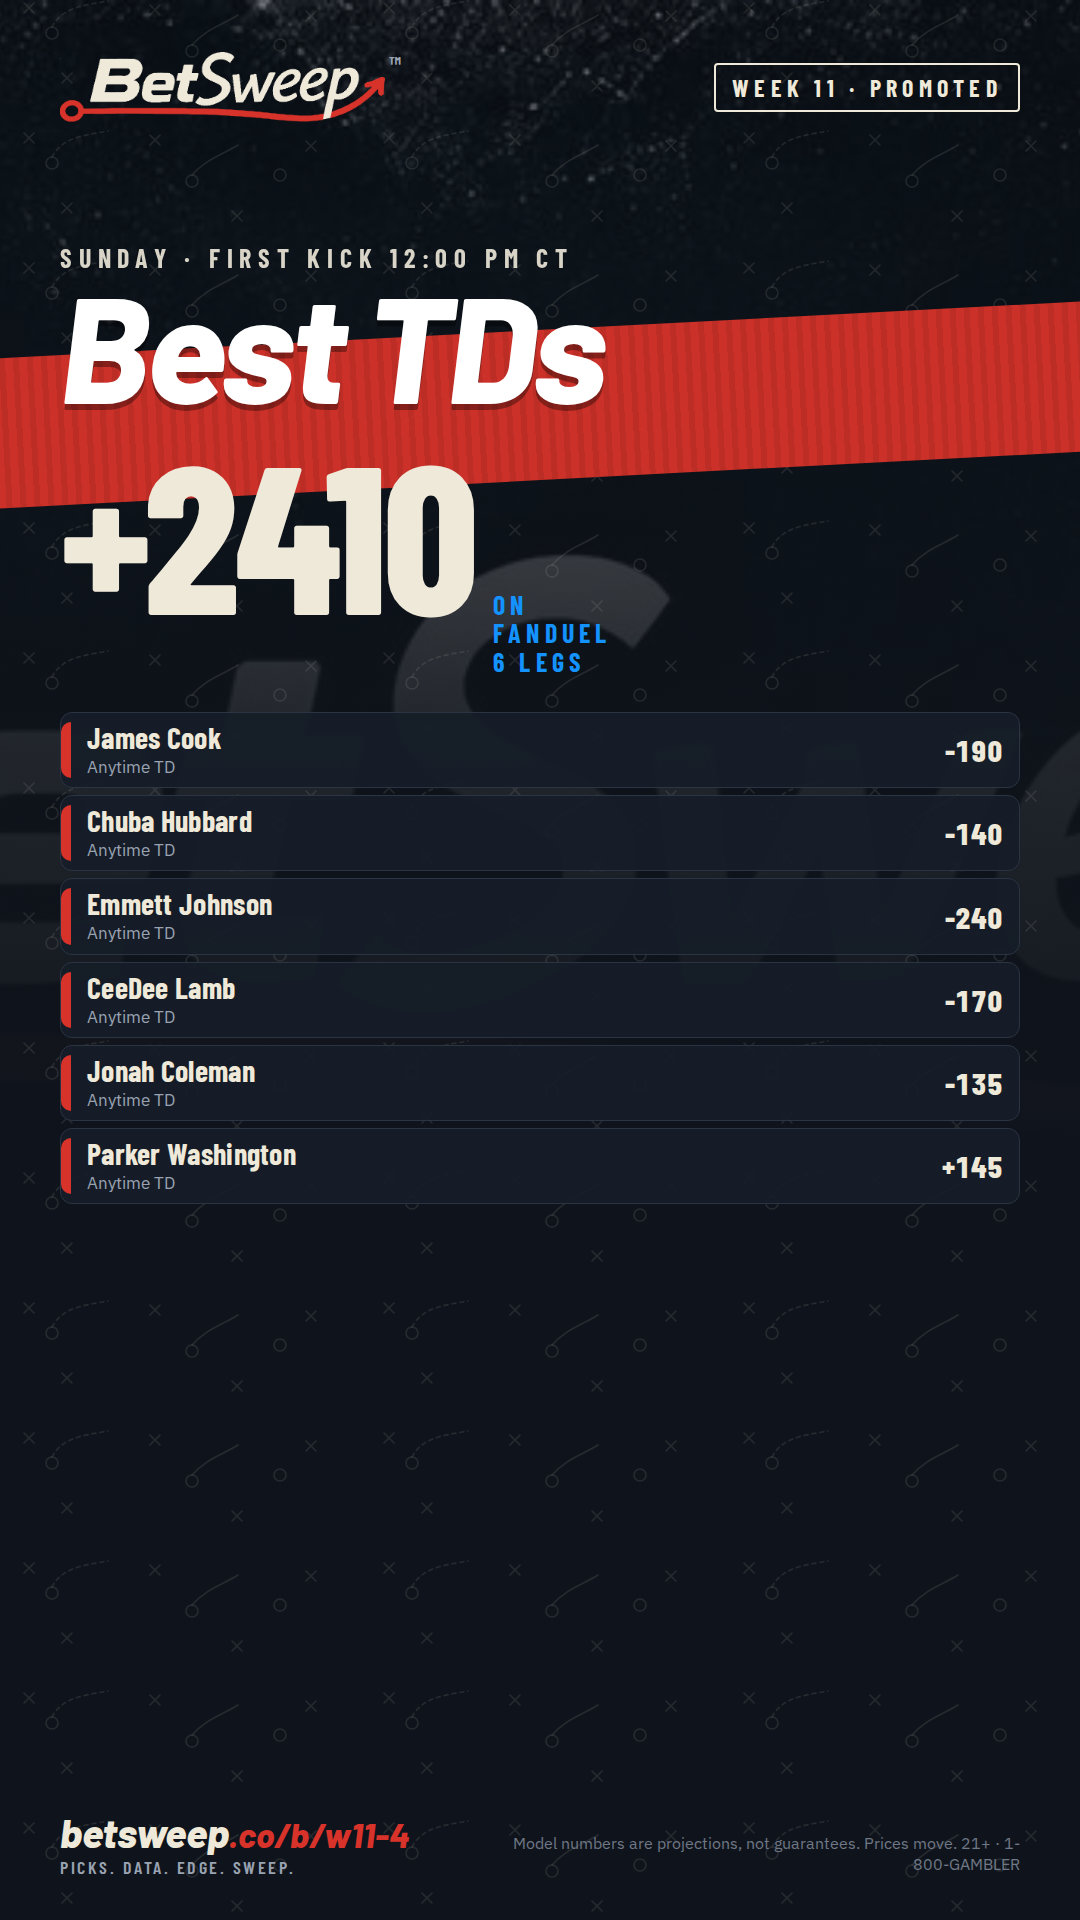 BetSweep TM
WEEK 11 · PROMOTED
SUNDAY · FIRST KICK 12:00 PM CT
Best TDs
+2410
ON
FANDUEL
6 LEGS
James Cook
Anytime TD
-190
Chuba Hubbard
Anytime TD
-140
Emmett Johnson
Anytime TD
-240
CeeDee Lamb
Anytime TD
-170
Jonah Coleman
Anytime TD
-135
Parker Washington
Anytime TD
+145
betsweep.co/b/w11-4
PICKS. DATA. EDGE. SWEEP.
Model numbers are projections, not guarantees. Prices move. 21+ · 1-
800-GAMBLER